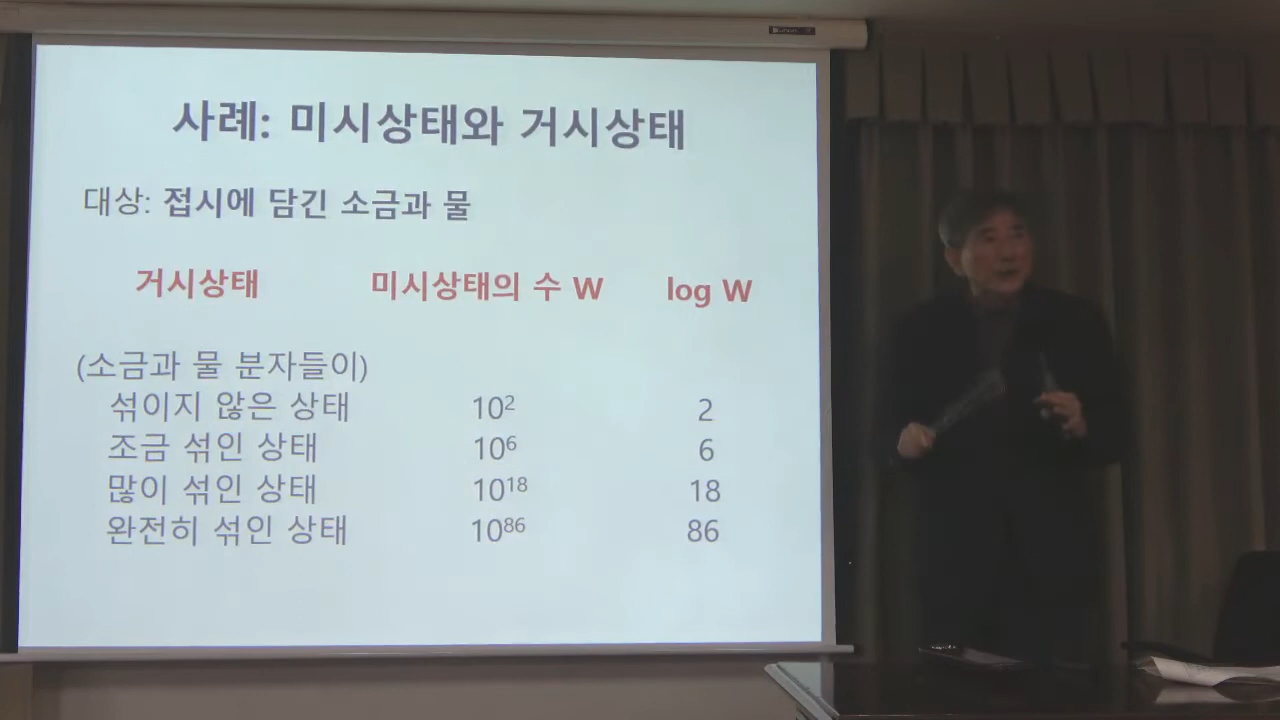 사례: 미시상태와 거시상태
대상: 접시에 담긴 소금과 물
거시상태 미시상태의 수 W log W
(소금과 물 분자들이)
섞이지 않은 상태 10² 2
조금 섞인 상태 10⁶ 6
많이 섞인 상태 10¹⁸ 18
완전히 섞인 상태 10⁸⁶ 86